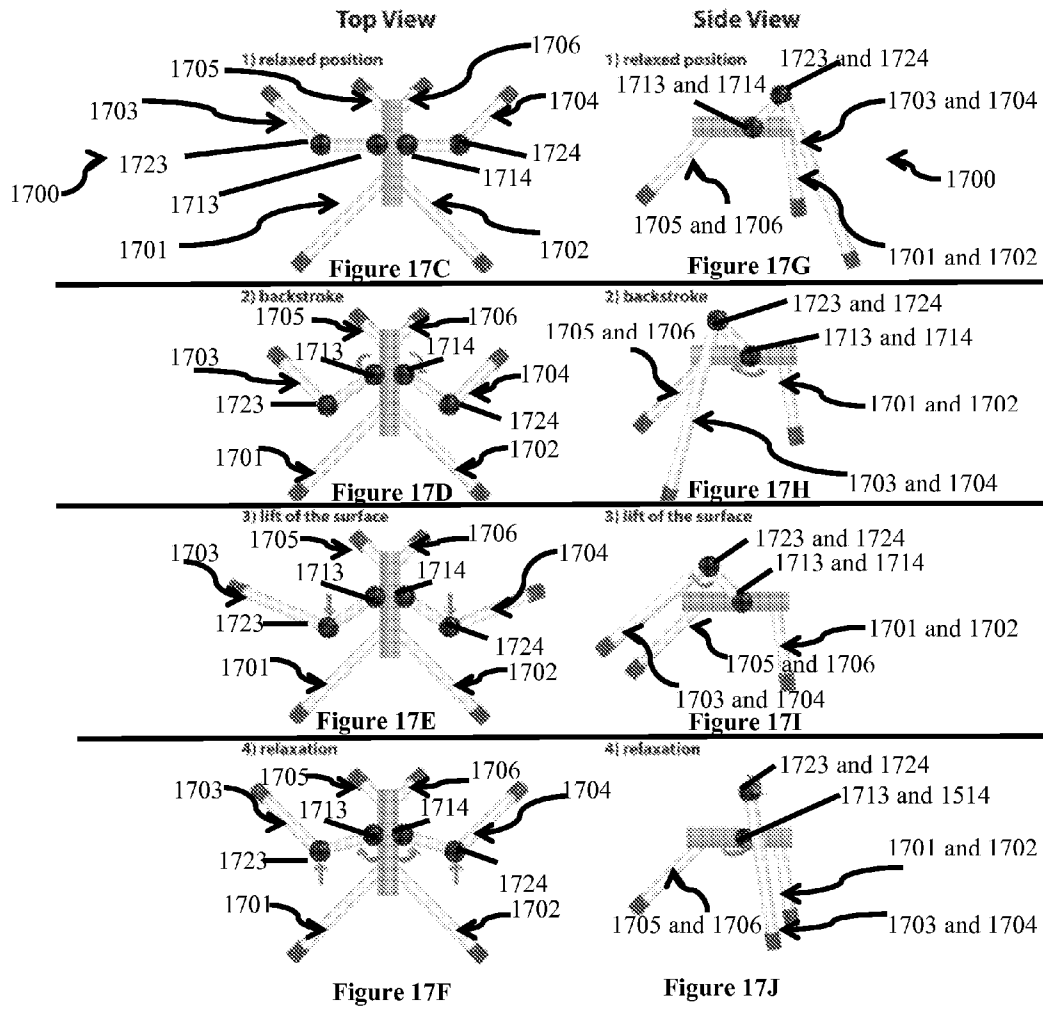 Top View
Side View
1) relaxed position
1705
1706
1703
1704
1723
1724
1713
1714
1700
1701
1702
Figure 17C
1) relaxed position
1723 and 1724
1713 and 1714
1703 and 1704
1700
1705 and 1706
1701 and 1702
Figure 17G
2) backstroke
1705
1706
1703
1713
1714
1704
1723
1724
1701
1702
Figure 17D
2) backstroke
1723 and 1724
1705 and 1706
1713 and 1714
1701 and 1702
1703 and 1704
Figure 17H
3) lift of the surface
1703
1705
1706
1704
1713
1714
1723
1724
1701
1702
Figure 17E
3) lift of the surface
1723 and 1724
1713 and 1714
1701 and 1702
1705 and 1706
1703 and 1704
Figure 17I
4) relaxation
1705
1706
1703
1713
1714
1704
1723
1724
1701
1702
Figure 17F
4) relaxation
1723 and 1724
1713 and 1514
1701 and 1702
1705 and 1706
1703 and 1704
Figure 17J